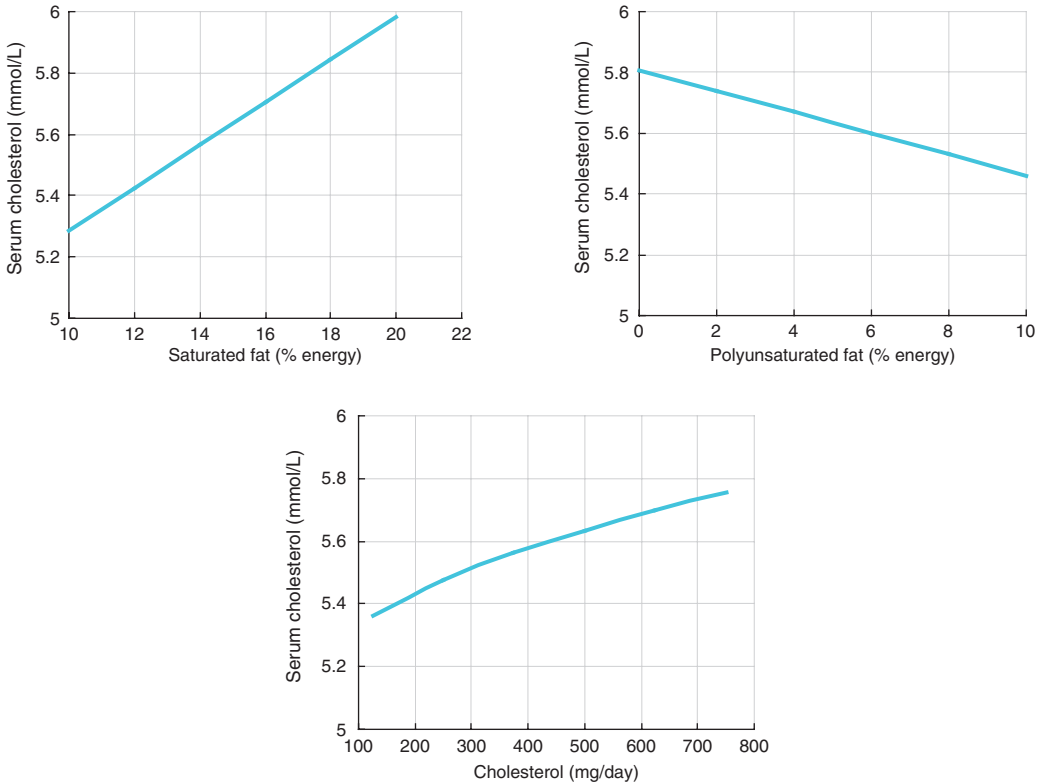 6
5.8
5.6
5.4
5.2
5
Serum cholesterol (mmol/L)
10 12 14 16 18 20 22
Saturated fat (% energy)
6
5.8
5.6
5.4
5.2
5
Serum cholesterol (mmol/L)
0 2 4 6 8 10
Polyunsaturated fat (% energy)
6
5.8
5.6
5.4
5.2
5
Serum cholesterol (mmol/L)
100 200 300 400 500 600 700 800
Cholesterol (mg/day)